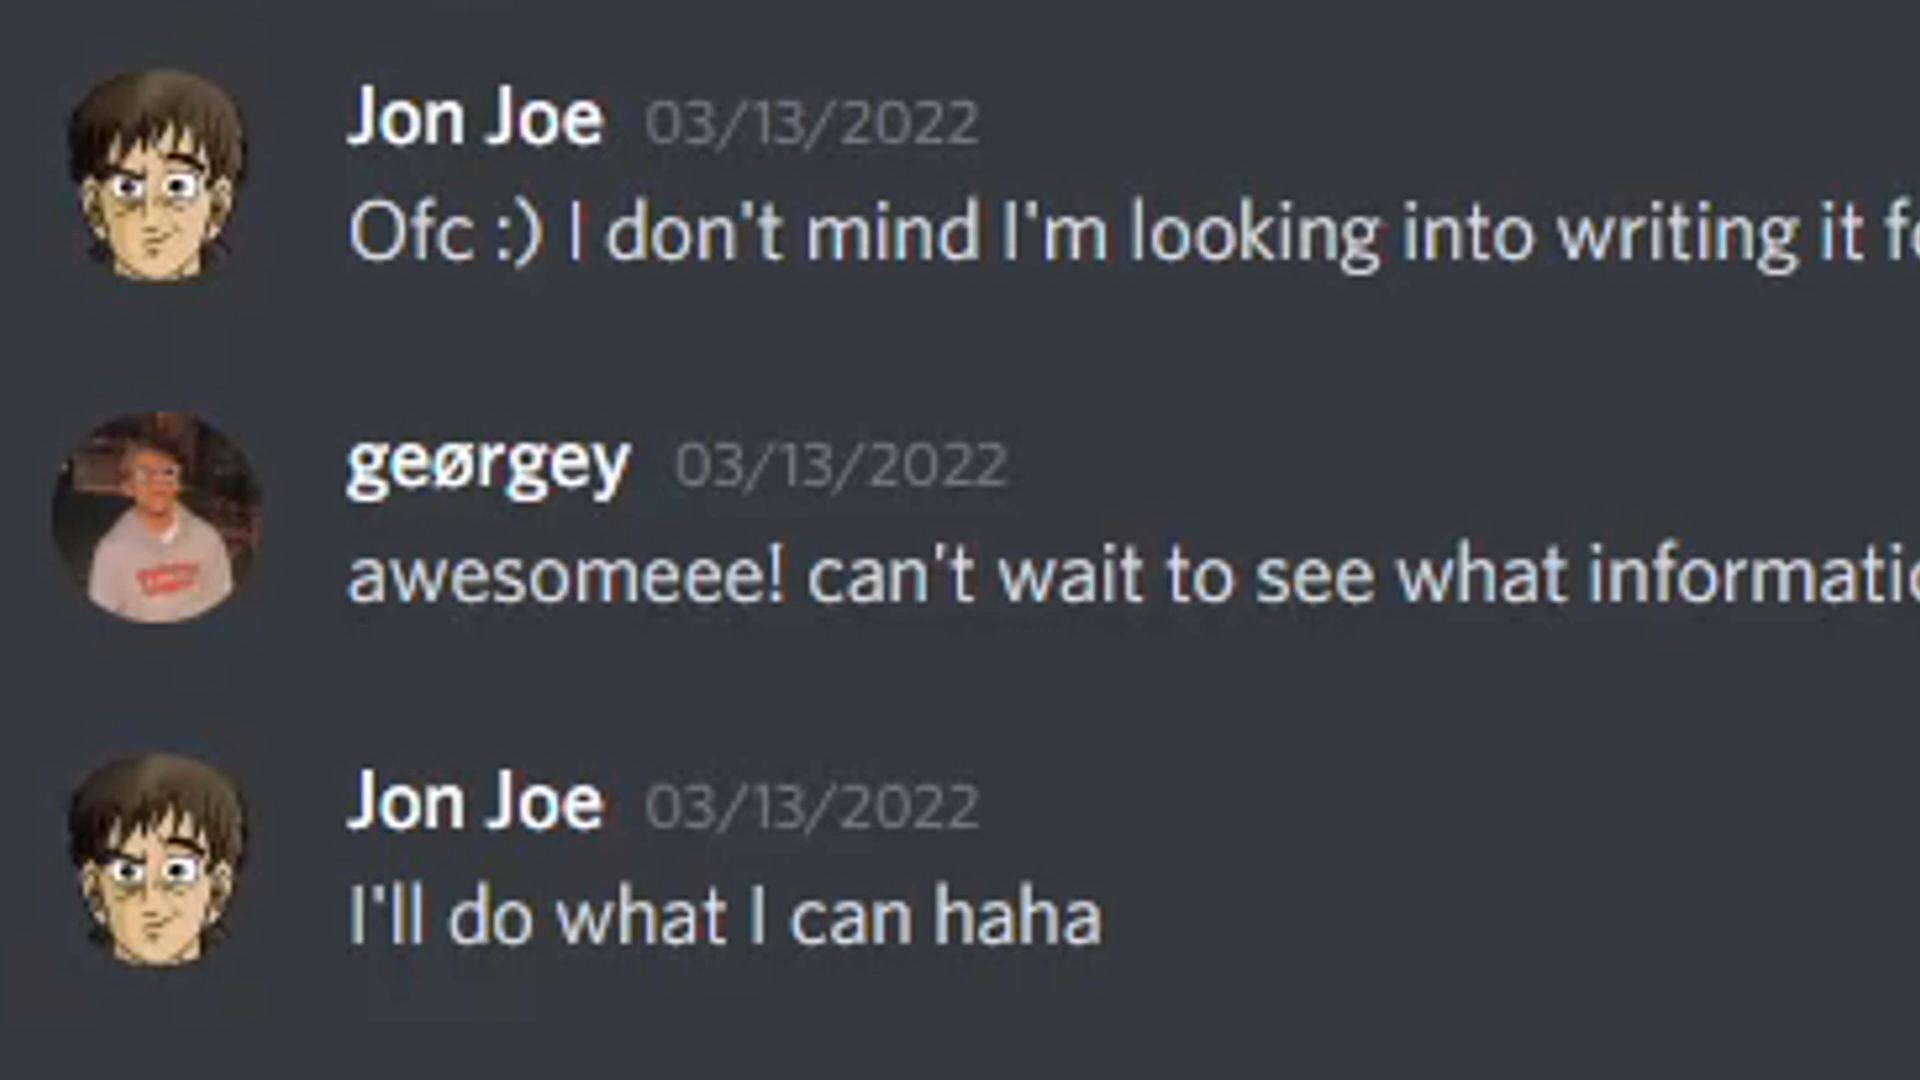 Jon Joe 03/13/2022
Ofc :) I don't mind I'm looking into writing it
geørgey 03/13/2022
awesomeee! can't wait to see what
Jon Joe 03/13/2022
I'll do what I can haha